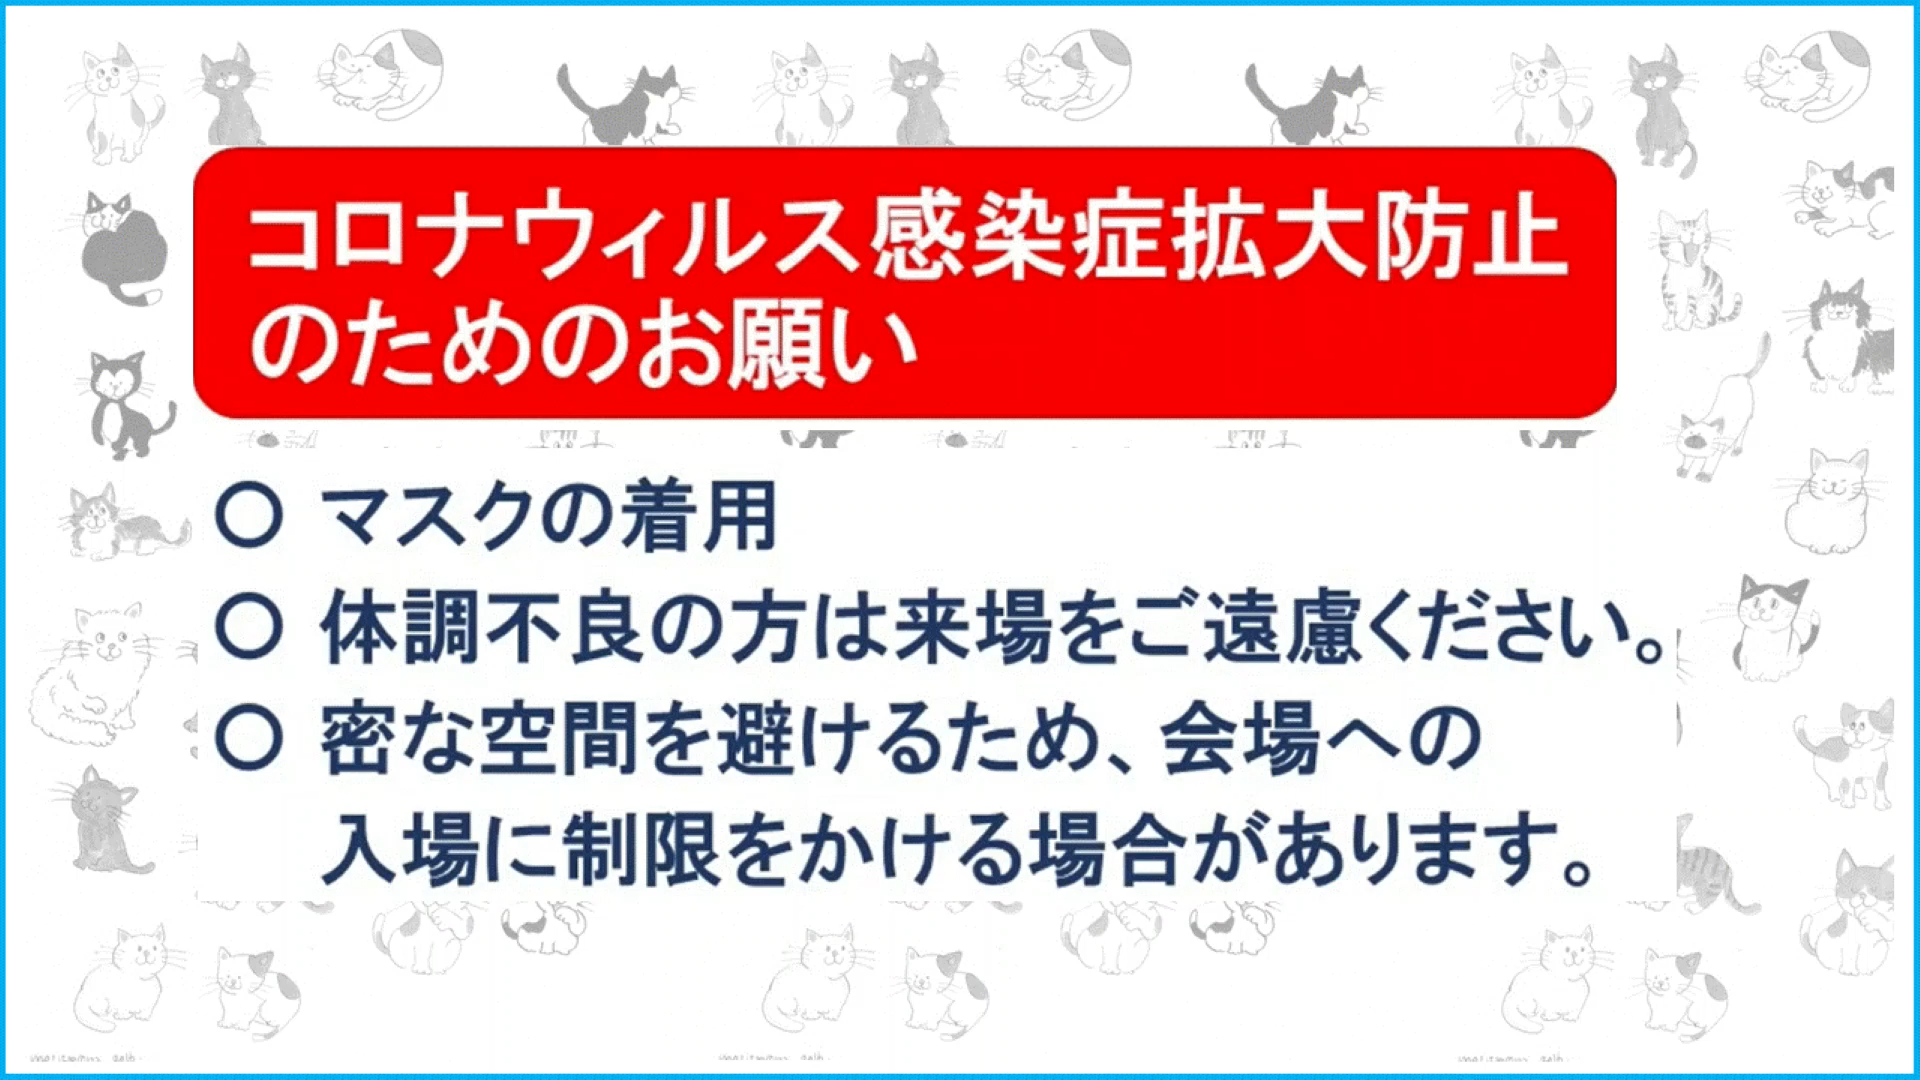 コロナウィルス感染症拡大防止
のためのお願い
○ マスクの着用
○ 体調不良の方は来場をご遠慮ください。
○ 密な空間を避けるため、会場への
入場に制限をかける場合があります。